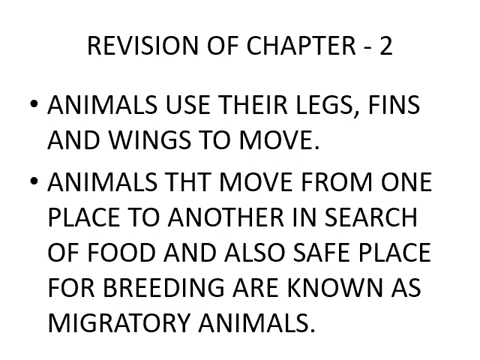 REVISION OF CHAPTER - 2
• ANIMALS USE THEIR LEGS, FINS
AND WINGS TO MOVE.
• ANIMALS THT MOVE FROM ONE
PLACE TO ANOTHER IN SEARCH
OF FOOD AND ALSO SAFE PLACE
FOR BREEDING ARE KNOWN AS
MIGRATORY ANIMALS.